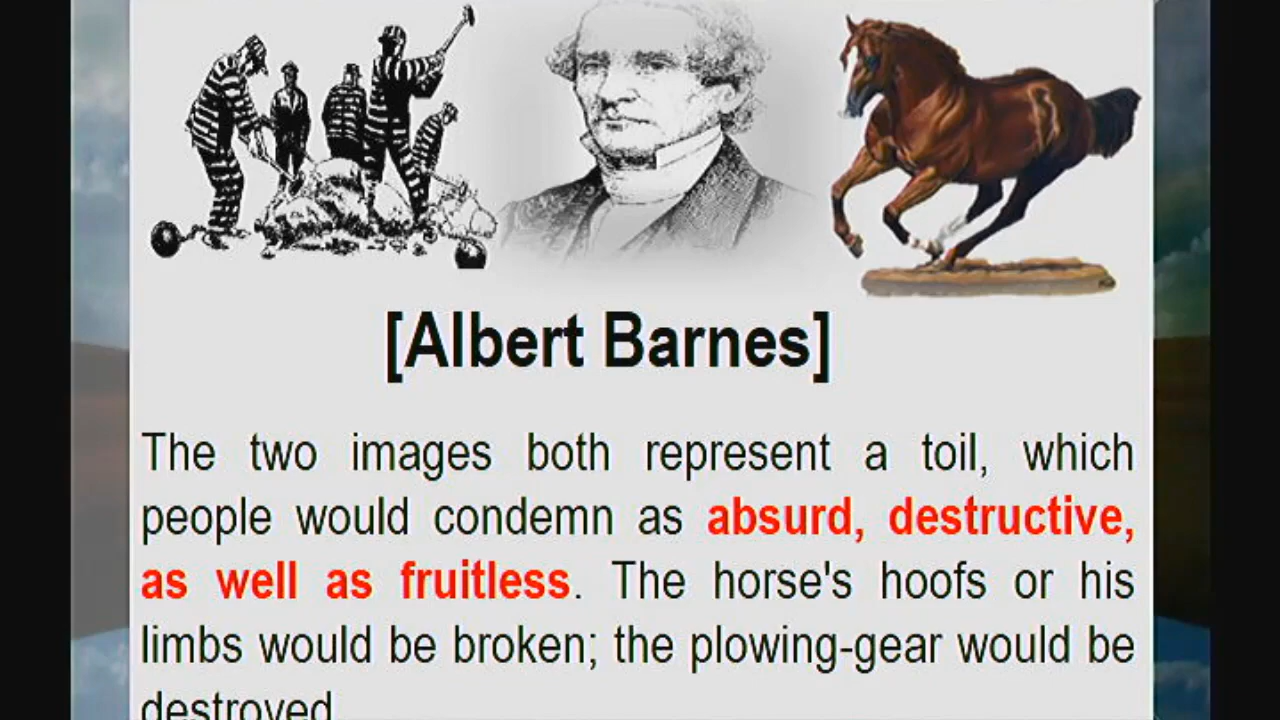 [Albert Barnes]
The two images both represent a toil, which
people would condemn as absurd, destructive,
as well as fruitless. The horse's hoofs or his
limbs would be broken; the plowing-gear would be
destroyed